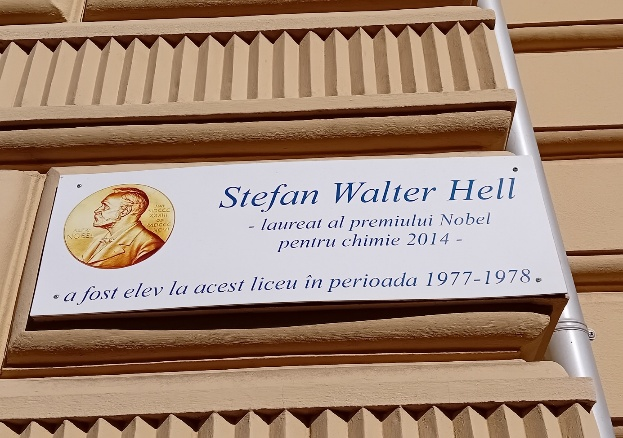 Stefan Walter Hell
- laureat al premiului Nobel
pentru chimie 2014 -
a fost elev la acest liceu în perioada 1977-1978